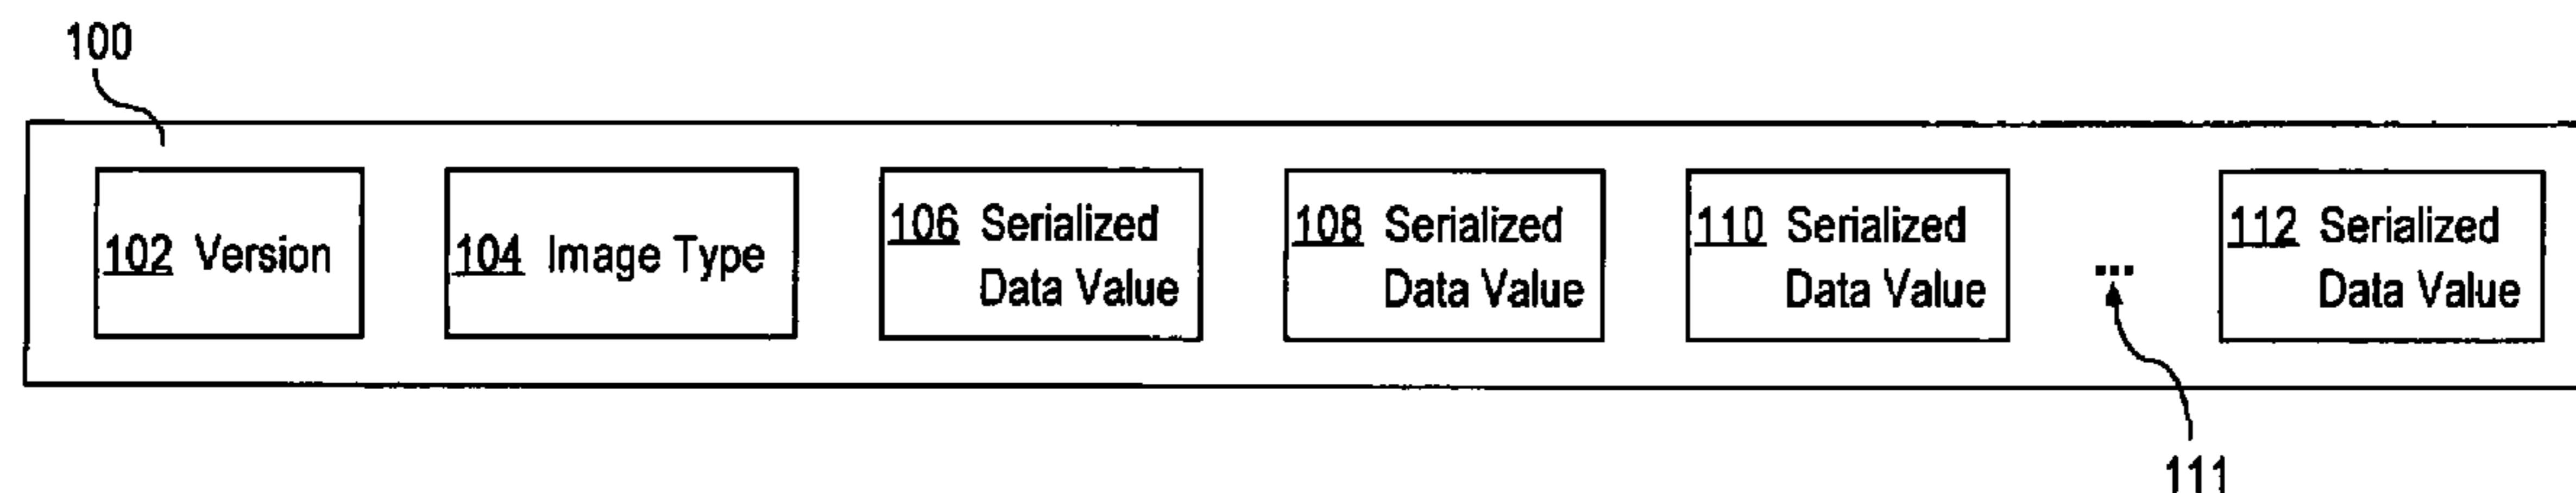 100
102 Version
104 Image Type
106 Serialized
Data Value
108 Serialized
Data Value
110 Serialized
Data Value
...
112 Serialized
Data Value
111